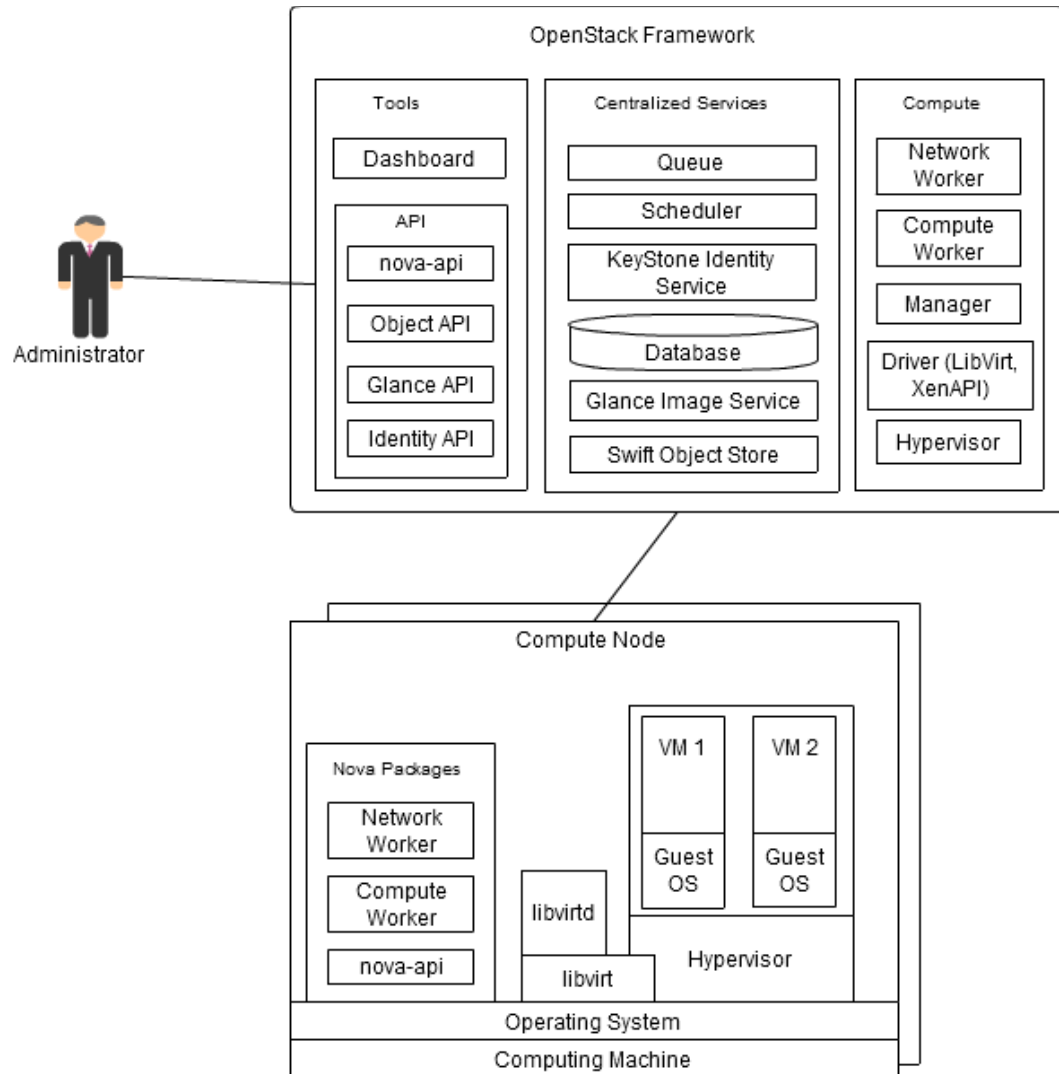 OpenStack Framework
Tools
Dashboard
API
nova-api
Object API
Glance API
Identity API
Centralized Services
Queue
Scheduler
KeyStone Identity
Service
Database
Glance Image Service
Swift Object Store
Compute
Network
Worker
Compute
Worker
Manager
Driver (LibVirt,
XenAPI)
Hypervisor
Administrator
Compute Node
Nova Packages
Network
Worker
Compute
Worker
nova-api
libvirtd
libvirt
VM 1
Guest
OS
VM 2
Guest
OS
Hypervisor
Operating System
Computing Machine